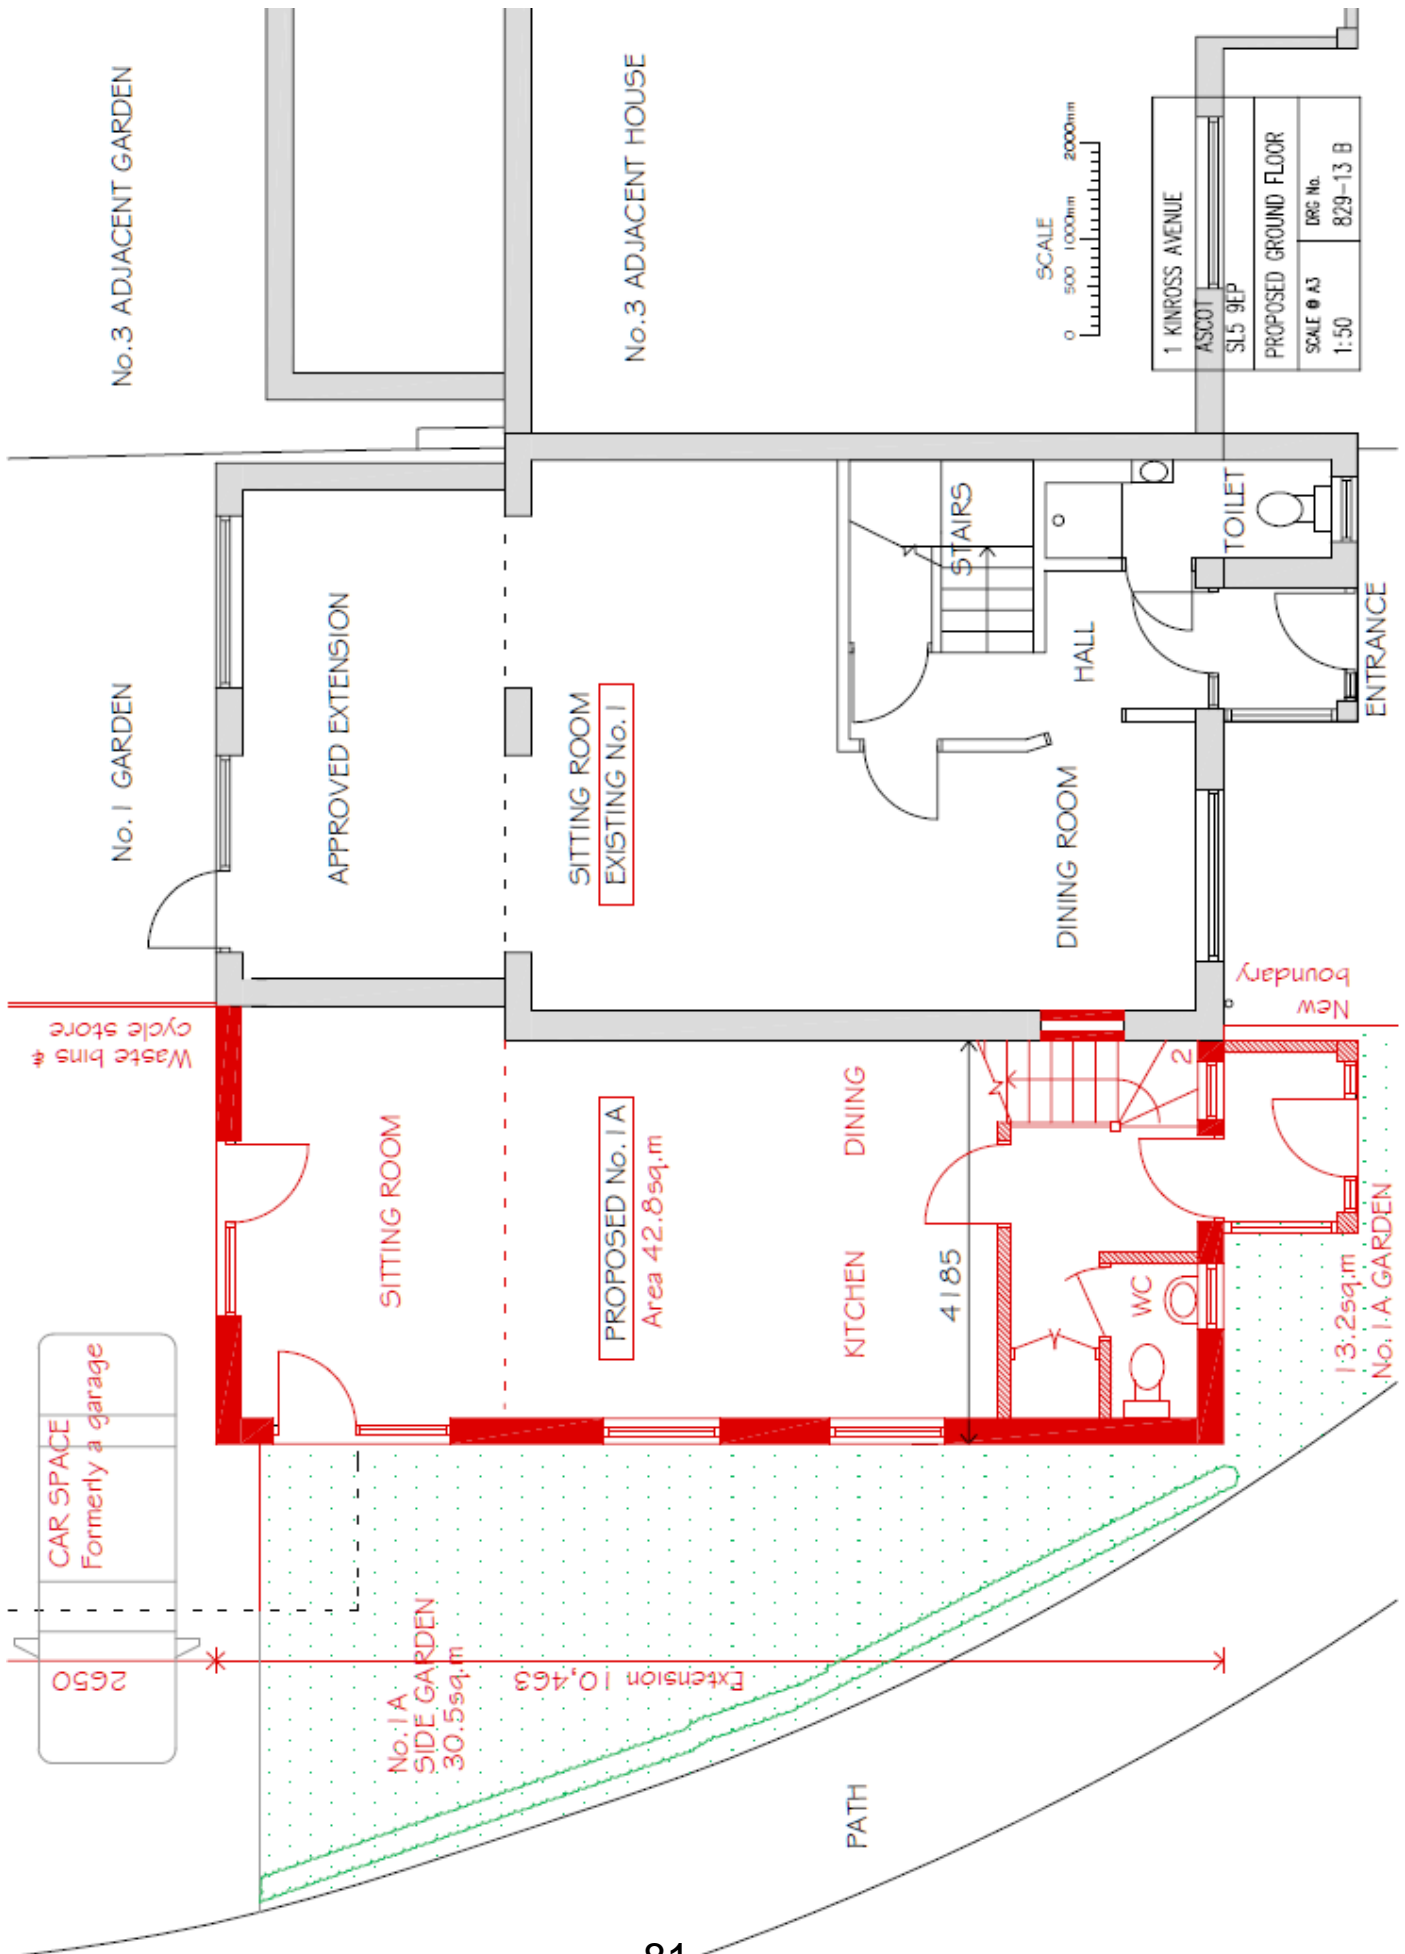 No.3 ADJACENT GARDEN
No.3 ADJACENT HOUSE
SCALE
0 500 1000mm 2000mm
1 KINROSS AVENUE
ASCOT
SL5 9EP
PROPOSED GROUND FLOOR
SCALE @ A3
1:50
DRG No.
829-13 B
No.1 GARDEN
APPROVED EXTENSION
SITTING ROOM
EXISTING No.1
STAIRS
HALL
TOILET
ENTRANCE
DINING ROOM
New
boundary
Waste bins &
cycle store
SITTING ROOM
PROPOSED No.1A
Area 42.8sq.m
DINING
KITCHEN
4185
2
WC
13.2sq.m
No.1A GARDEN
CAR SPACE
Formerly a garage
2650
Extension 10,463
No.1A
SIDE GARDEN
30.5sq.m
PATH
81